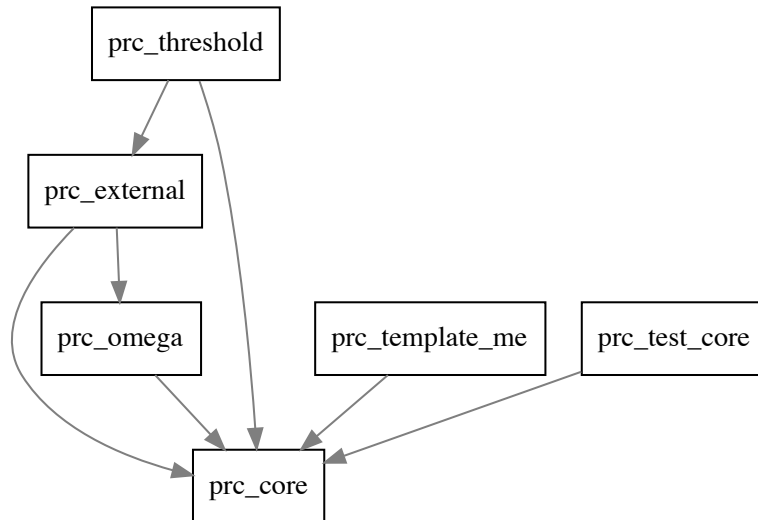 prc_threshold
prc_external
prc_omega
prc_template_me
prc_test_core
prc_core